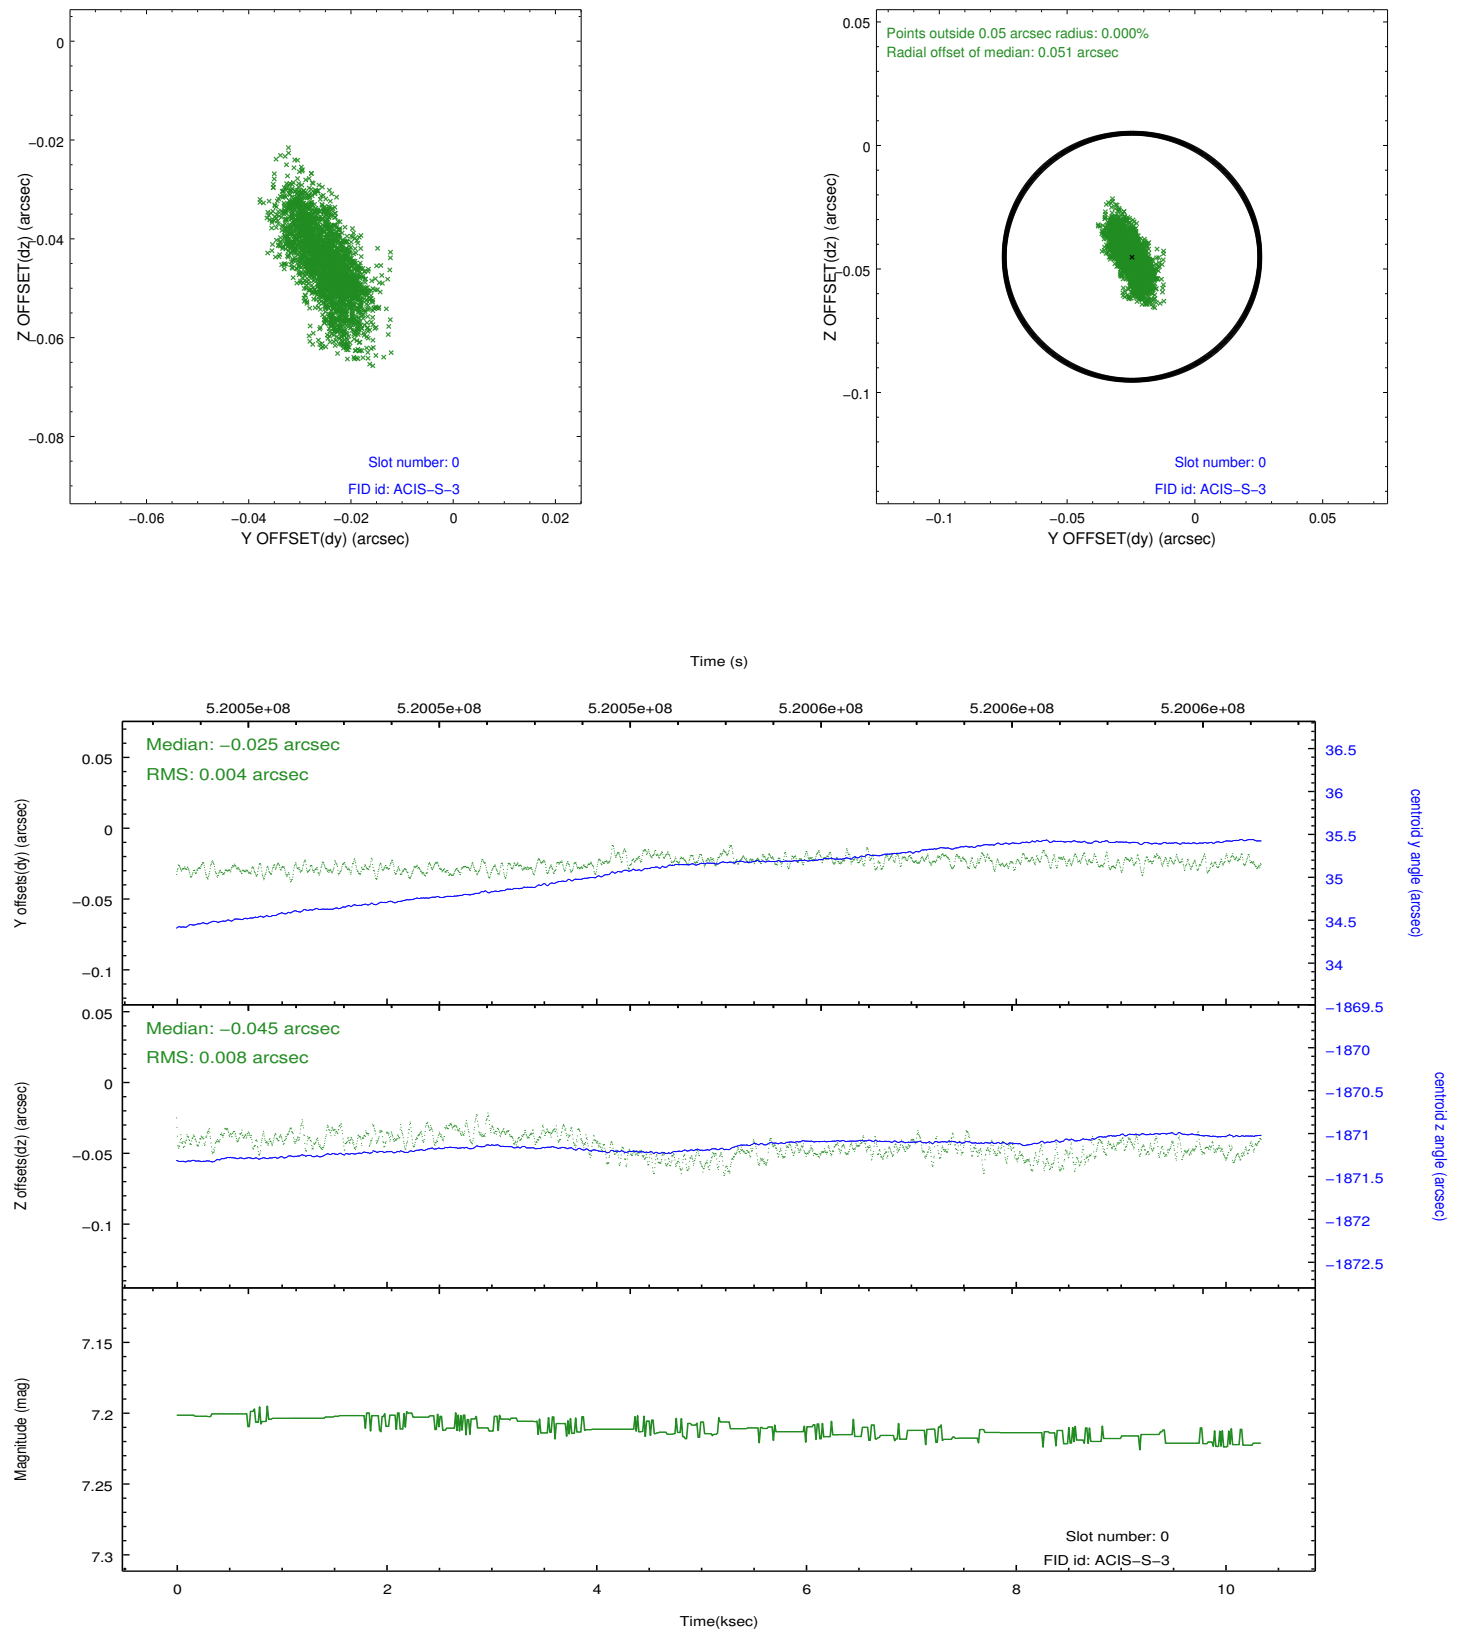 0
−0.02
−0.04
−0.06
−0.08
Z OFFSET(dz) (arcsec)
Slot number: 0
FID id: ACIS−S−3
−0.06
−0.04
−0.02
0
0.02
Y OFFSET(dy) (arcsec)
Points outside 0.05 arcsec radius: 0.000%
Radial offset of median: 0.051 arcsec
0.05
0
−0.05
−0.1
Z OFFSET(dz) (arcsec)
Slot number: 0
FID id: ACIS−S−3
−0.1
−0.05
0
0.05
Y OFFSET(dy) (arcsec)
Time (s)
5.2005e+08
5.2005e+08
5.2005e+08
5.2006e+08
5.2006e+08
5.2006e+08
Median: −0.025 arcsec
RMS: 0.004 arcsec
0.05
0
−0.05
−0.1
Y offsets(dy) (arcsec)
36.5
36
35.5
35
34.5
34
centroid y angle (arcsec)
Median: −0.045 arcsec
RMS: 0.008 arcsec
0.05
0
−0.05
−0.1
Z offsets(dz) (arcsec)
−1869.5
−1870
−1870.5
−1871
−1871.5
−1872
−1872.5
centroid z angle (arcsec)
7.15
7.2
7.25
7.3
Magnitude (mag)
Slot number: 0
FID id: ACIS−S−3
0
2
4
6
8
10
Time(ksec)